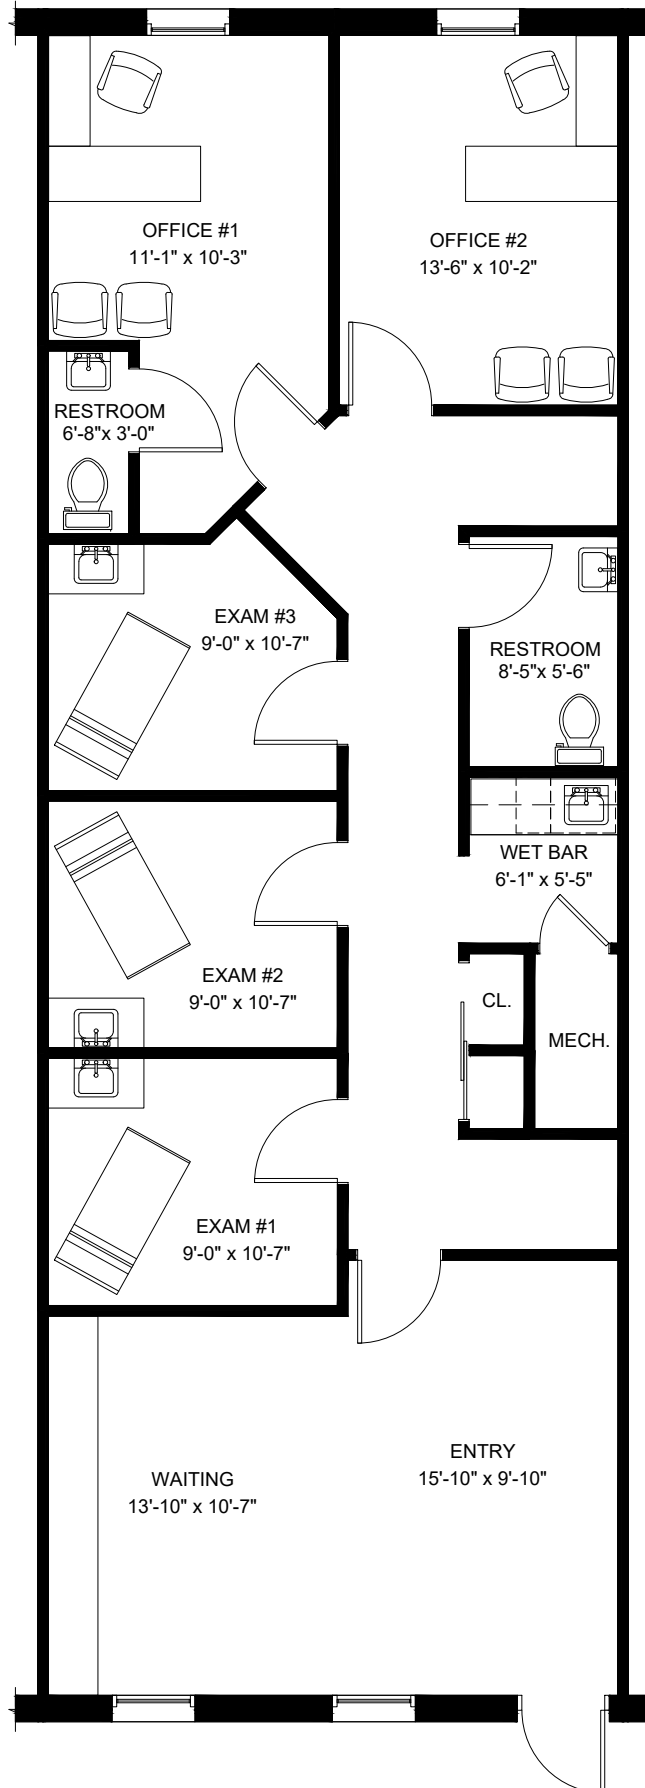 OFFICE #1
11'-1" x 10'-3"
OFFICE #2
13'-6" x 10'-2"
RESTROOM
6'-8"x 3'-0"
EXAM #3
9'-0" x 10'-7"
RESTROOM
8'-5"x 5'-6"
WET BAR
6'-1" x 5'-5"
EXAM #2
9'-0" x 10'-7"
CL.
MECH.
EXAM #1
9'-0" x 10'-7"
ENTRY
15'-10" x 9'-10"
WAITING
13'-10" x 10'-7"